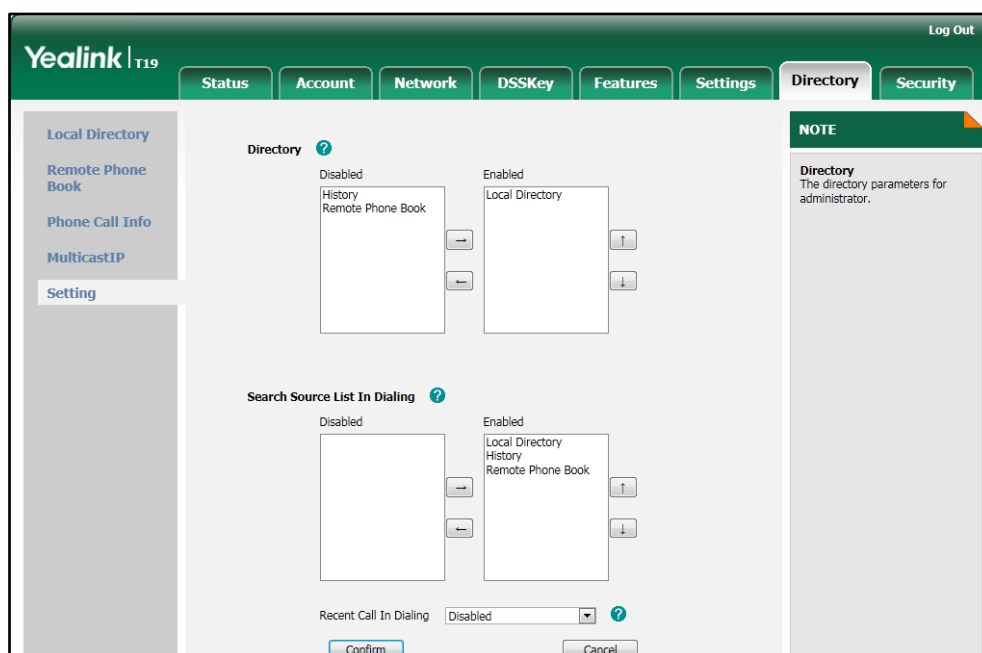 Log Out
Yealink T19
Status Account Network DSSKey Features Settings Directory Security
Local Directory
Remote Phone
Book
Phone Call Info
MulticastIP
Setting
Directory ?
Disabled Enabled
History
Remote Phone Book
Local Directory
→
←
↑
↓
Search Source List In Dialing ?
Disabled Enabled
Local Directory
History
Remote Phone Book
→
←
↑
↓
Recent Call In Dialing Disabled ?
Confirm Cancel
NOTE
Directory
The directory parameters for
administrator.